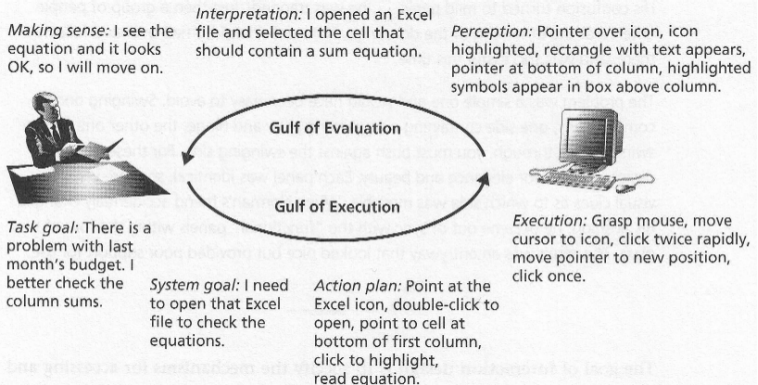 Making sense: I see the
equation and it looks
OK, so I will move on.
Interpretation: I opened an Excel
file and selected the cell that
should contain a sum equation.
Perception: Pointer over icon, icon
highlighted, rectangle with text appears,
pointer at bottom of column, highlighted
symbols appear in box above column.
Gulf of Evaluation
Gulf of Execution
Task goal: There is a
problem with last
month's budget. I
better check the
column sums.
System goal: I need
to open that Excel
file to check the
equations.
Action plan: Point at the
Excel icon, double-click to
open, point to cell at
bottom of first column,
click to highlight,
read equation.
Execution: Grasp mouse, move
cursor to icon, click twice rapidly,
move pointer to new position,
click once.